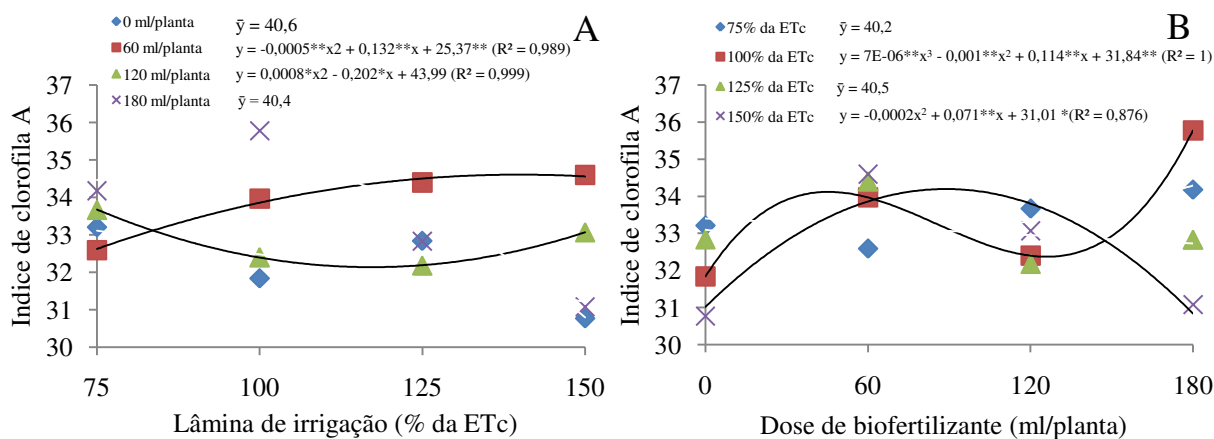 0 ml/planta ȳ = 40,6
60 ml/planta y = -0,0005**x2 + 0,132**x + 25,37** (R² = 0,989)
120 ml/planta y = 0,0008*x2 - 0,202*x + 43,99 (R² = 0,999)
180 ml/planta ȳ = 40,4
A
37
36
35
34
33
32
31
30
75 100 125 150
Indice de clorofila A
Lâmina de irrigação (% da ETc)
75% da ETc ȳ = 40,2
100% da ETc y = 7E-06**x³ - 0,001**x² + 0,114**x + 31,84** (R² = 1)
125% da ETc ȳ = 40,5
150% da ETc y = -0,0002x² + 0,071**x + 31,01 *(R² = 0,876)
B
37
36
35
34
33
32
31
30
0 60 120 180
Indice de clorofila A
Dose de biofertilizante (ml/planta)